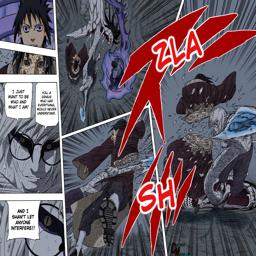 I JUST
WANT TO BE
WHO AND
WHAT I AM!
YOU, A
GENIUS
WHO HAS
EVERYTHING,
WOULD NEVER
UNDERSTAND.
AND I
SHAN'T LET
ANYONE
INTERFERE!!
ZLA
SH